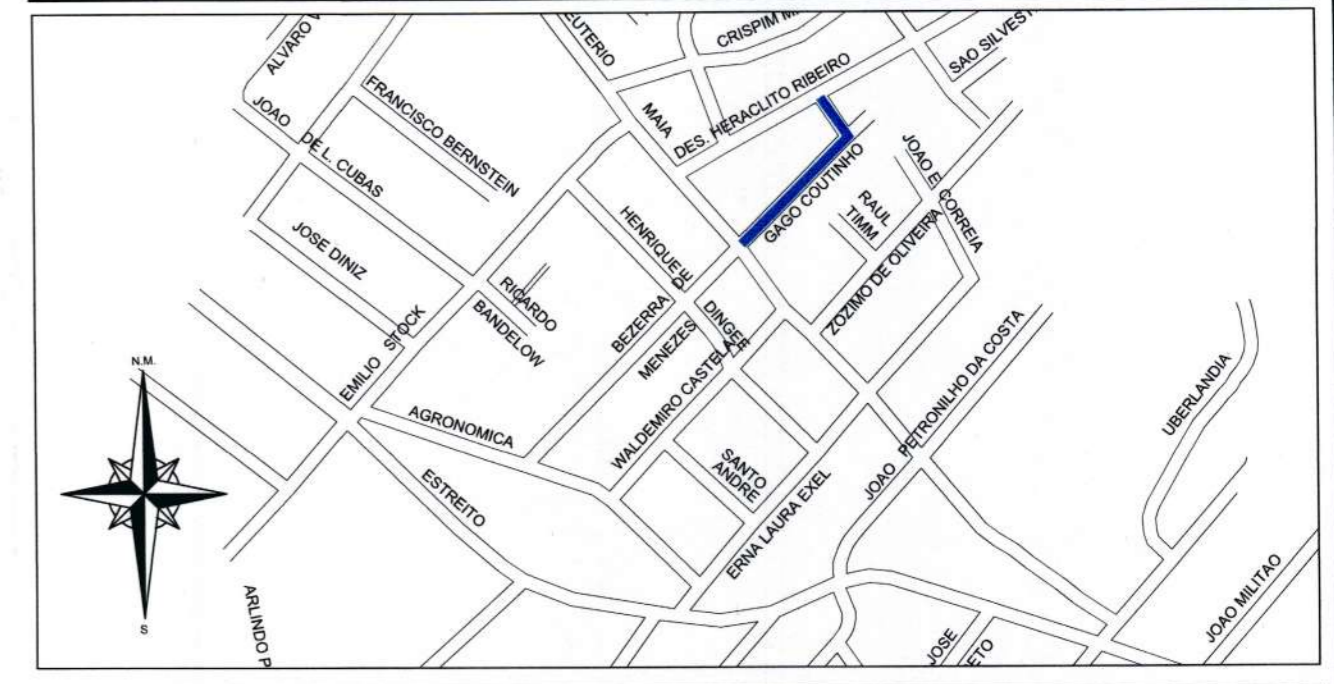 ALVARO
EUTERIO
CRISPIM
SAO SILVEST
JOAO DE L. CUBAS
FRANCISCO BERNSTEIN
MAIA
DES. HERACLITO RIBEIRO
GAGO COUTINHO
JOAO E. CORREIA
RAUL
TIMM
ZOZIMO DE OLIVEIRA
HENRIQUE
DINGEE
JOSE DINIZ
RICARDO
BANDELOW
BEZERRA DE
MENEZES
EMILIO STOCK
WALDEMIRO CASTELA
JOAO PETRONILHO DA COSTA
UBERLANDIA
N.M.
AGRONOMICA
SANTO
ANDRE
ESTREITO
ERNA LAURA EXEL
ARLINDO P
S
JOSE
ETO
JOAO MILITAO